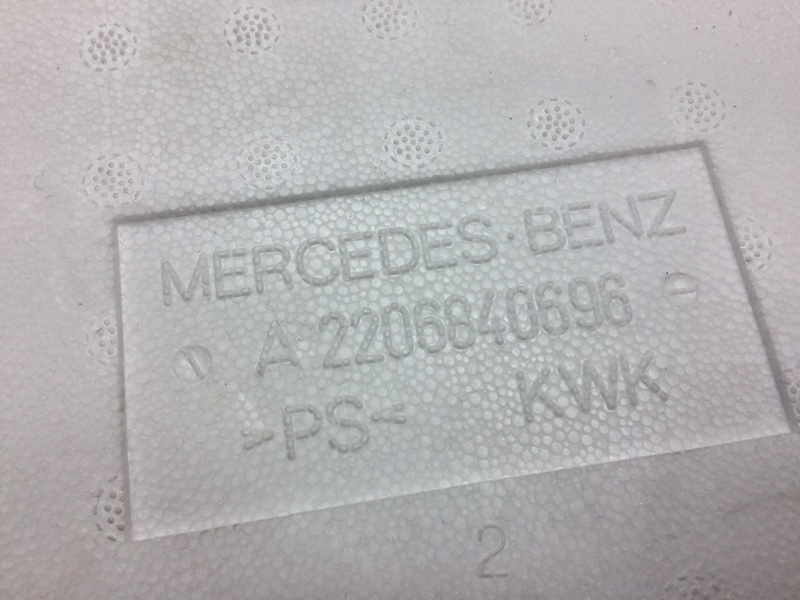 MERCEDES·BENZ
A 2206840696
>PS< KWK
2